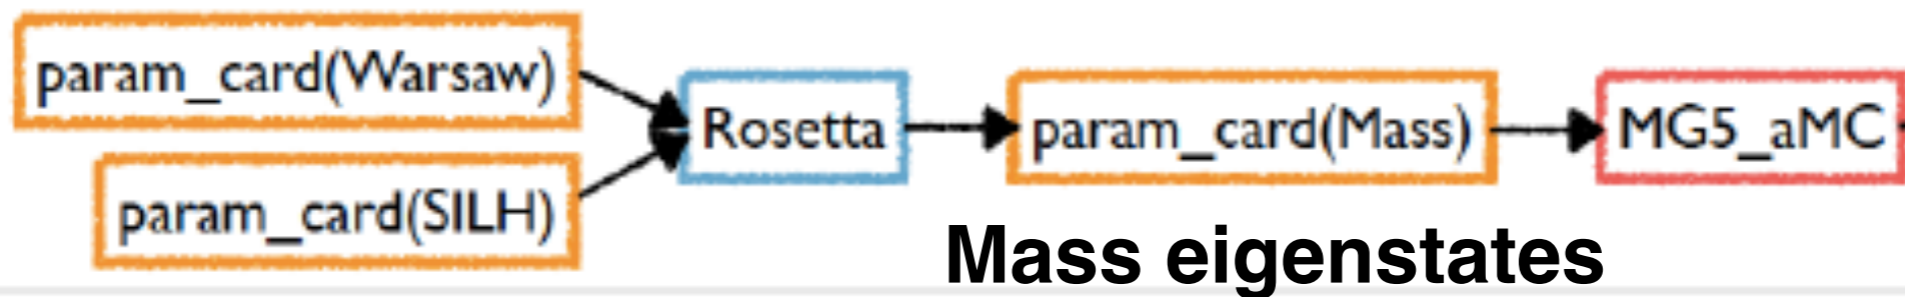 param_card(Warsaw)
Rosetta
param_card(Mass)
MG5_aMC
param_card(SILH)
Mass eigenstates